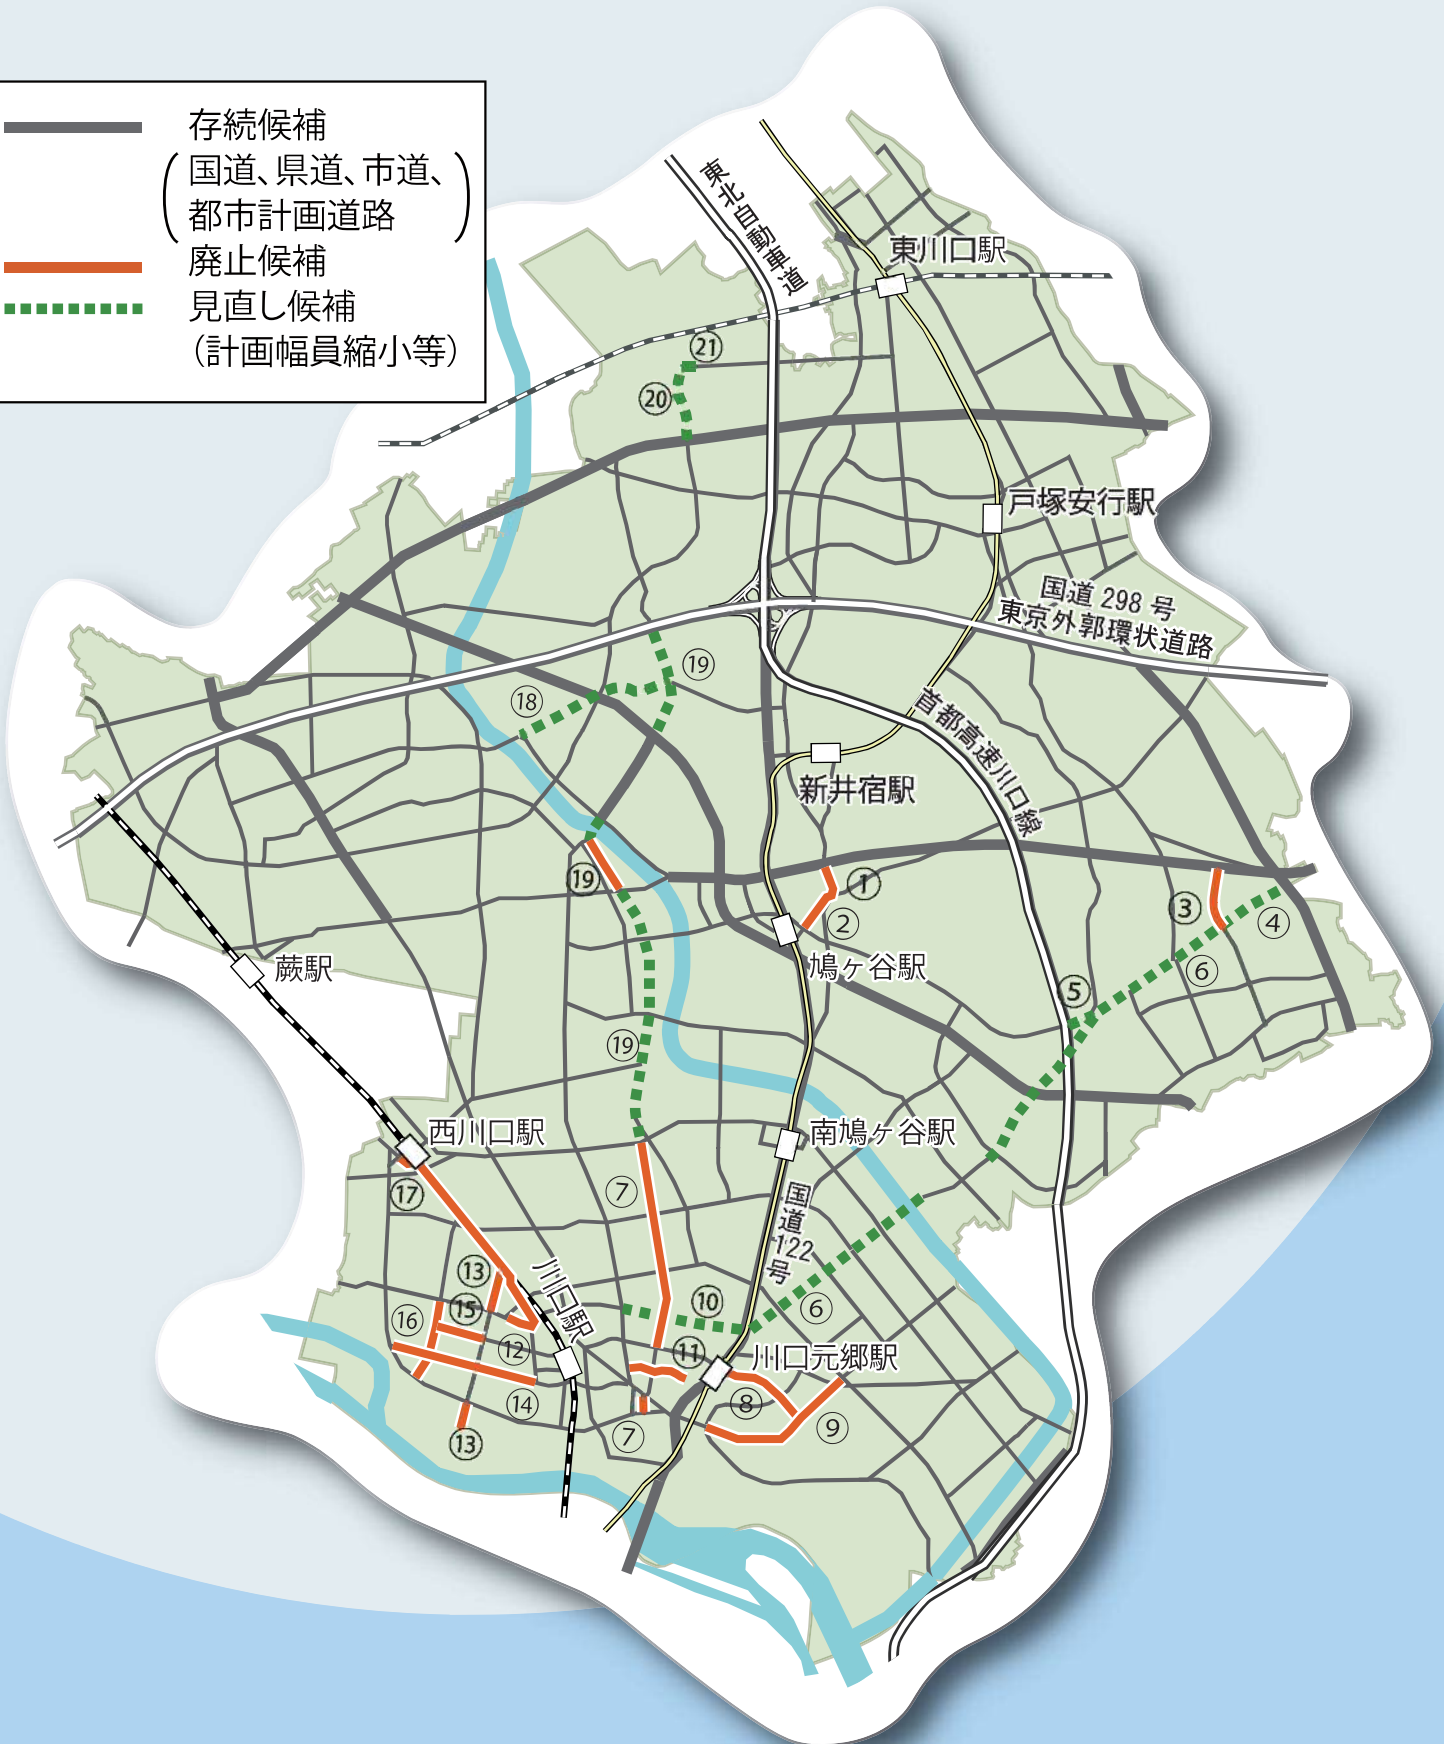 存続候補
(国道、県道、市道、
都市計画道路)
廃止候補
見直し候補
(計画幅員縮小等)
東北自動車道
東川口駅
㉑
⑳
戸塚安行駅
国道 298 号
東京外郭環状道路
⑲
⑱
首都高速川口線
新井宿駅
⑲
①
②
③
④
鳩ヶ谷駅
蕨駅
⑥
⑤
⑲
西川口駅
南鳩ヶ谷駅
⑰
⑦
国道
122
号
⑬
川口駅
⑮
⑯
⑩
⑥
⑫
⑪
川口元郷駅
⑭
⑧
⑨
⑬
⑦